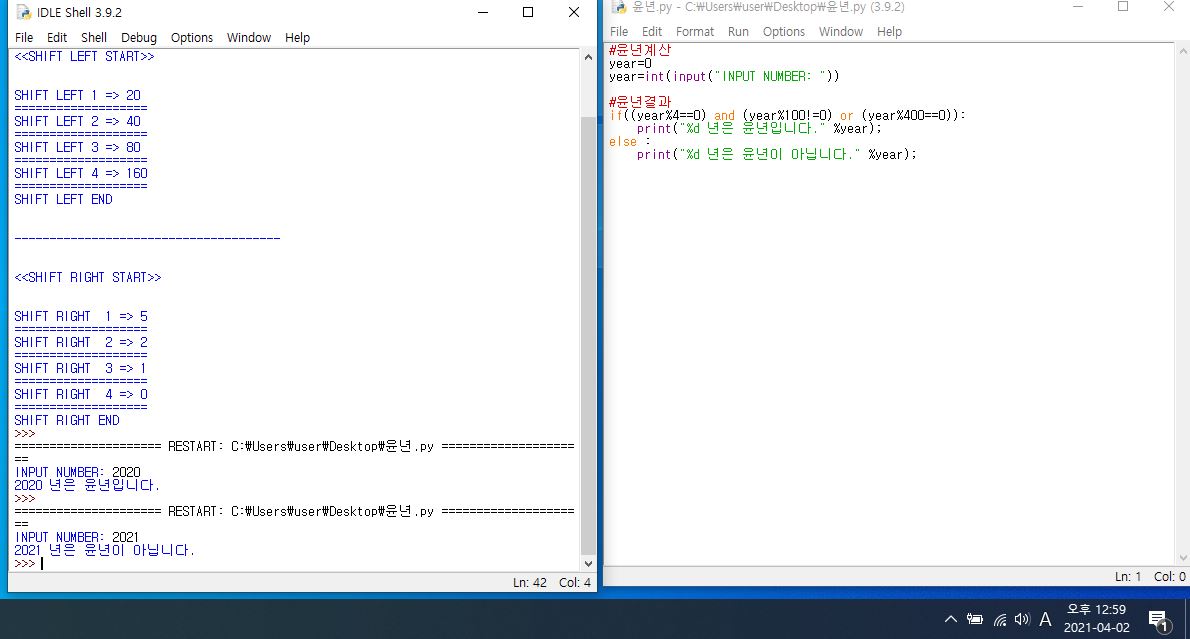 IDLE Shell 3.9.2
File Edit Shell Debug Options Window Help
<<SHIFT LEFT START>>
SHIFT LEFT 1 => 20
===================
SHIFT LEFT 2 => 40
===================
SHIFT LEFT 3 => 80
===================
SHIFT LEFT 4 => 160
===================
SHIFT LEFT END
--------------------------------------
<<SHIFT RIGHT START>>
SHIFT RIGHT  1 => 5
===================
SHIFT RIGHT  2 => 2
===================
SHIFT RIGHT  3 => 1
===================
SHIFT RIGHT  4 => 0
===================
SHIFT RIGHT END
>>>
===================== RESTART: C:₩Users₩user₩Desktop₩윤년.py ===================
==
INPUT NUMBER: 2020
2020 년은 윤년입니다.
>>>
===================== RESTART: C:₩Users₩user₩Desktop₩윤년.py ===================
==
INPUT NUMBER: 2021
2021 년은 윤년이 아닙니다.
>>>
Ln: 42 Col: 4
윤년.py - C:₩Users₩user₩Desktop₩윤년.py (3.9.2)
File Edit Format Run Options Window Help
#윤년계산
year=0
year=int(input("INPUT NUMBER: "))
#윤년결과
if((year%4==0) and (year%100!=0) or (year%400==0)):
    print("%d 년은 윤년입니다." %year);
else :
    print("%d 년은 윤년이 아닙니다." %year);
Ln: 1 Col: 0
A
오후 12:59
2021-04-02
1